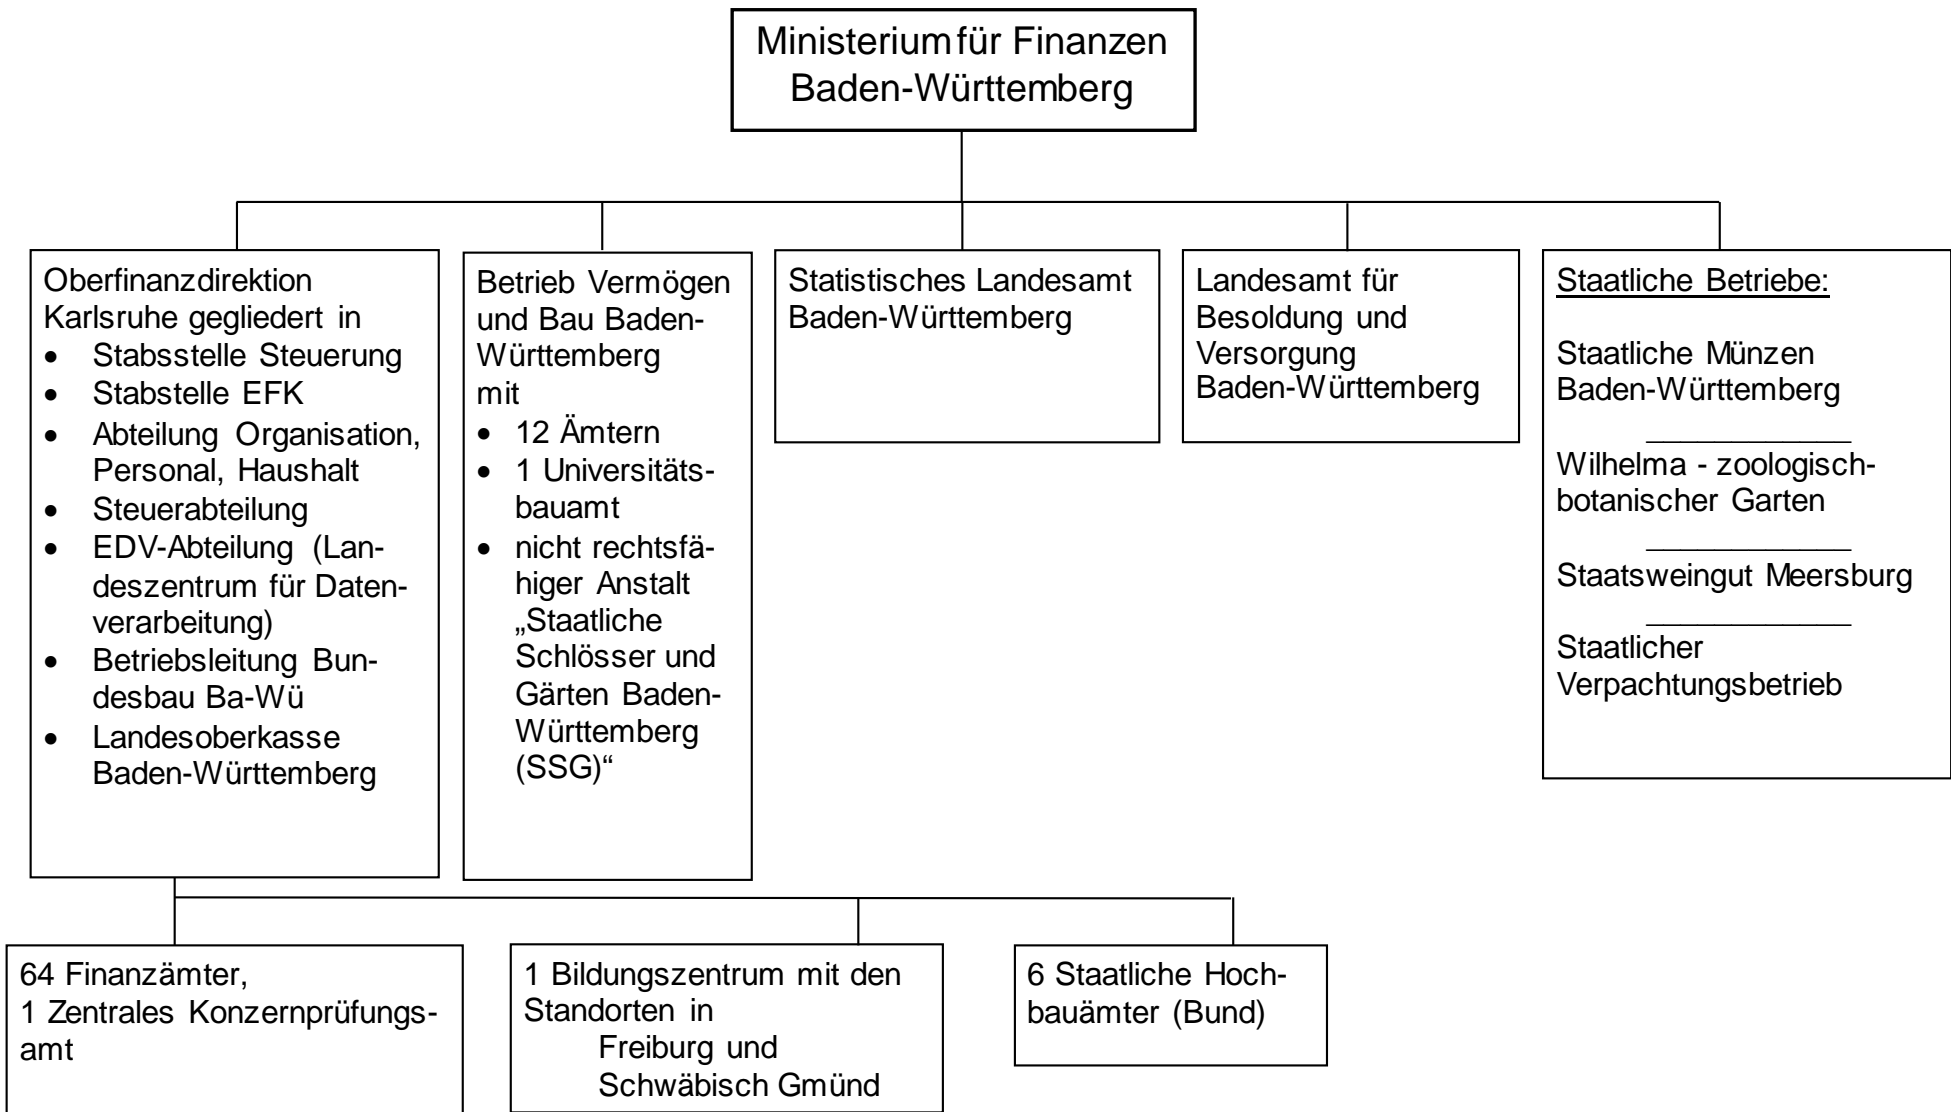 Ministerium für Finanzen
Baden-Württemberg
Oberfinanzdirektion
Karlsruhe gegliedert in
• Stabsstelle Steuerung
• Stabstelle EFK
• Abteilung Organisation,
Personal, Haushalt
• Steuerabteilung
• EDV-Abteilung (Lan-
deszentrum für Daten-
verarbeitung)
• Betriebsleitung Bun-
desbau Ba-Wü
• Landesoberkasse
Baden-Württemberg
Betrieb Vermögen
und Bau Baden-
Württemberg
mit
• 12 Ämtern
• 1 Universitäts-
bauamt
• nicht rechtsfä-
higer Anstalt
„Staatliche
Schlösser und
Gärten Baden-
Württemberg
(SSG)“
Statistisches Landesamt
Baden-Württemberg
Landesamt für
Besoldung und
Versorgung
Baden-Württemberg
Staatliche Betriebe:
Staatliche Münzen
Baden-Württemberg
Wilhelma - zoologisch-
botanischer Garten
Staatsweingut Meersburg
Staatlicher
Verpachtungsbetrieb
64 Finanzämter,
1 Zentrales Konzernprüfungs-
amt
1 Bildungszentrum mit den
Standorten in
Freiburg und
Schwäbisch Gmünd
6 Staatliche Hoch-
bauämter (Bund)